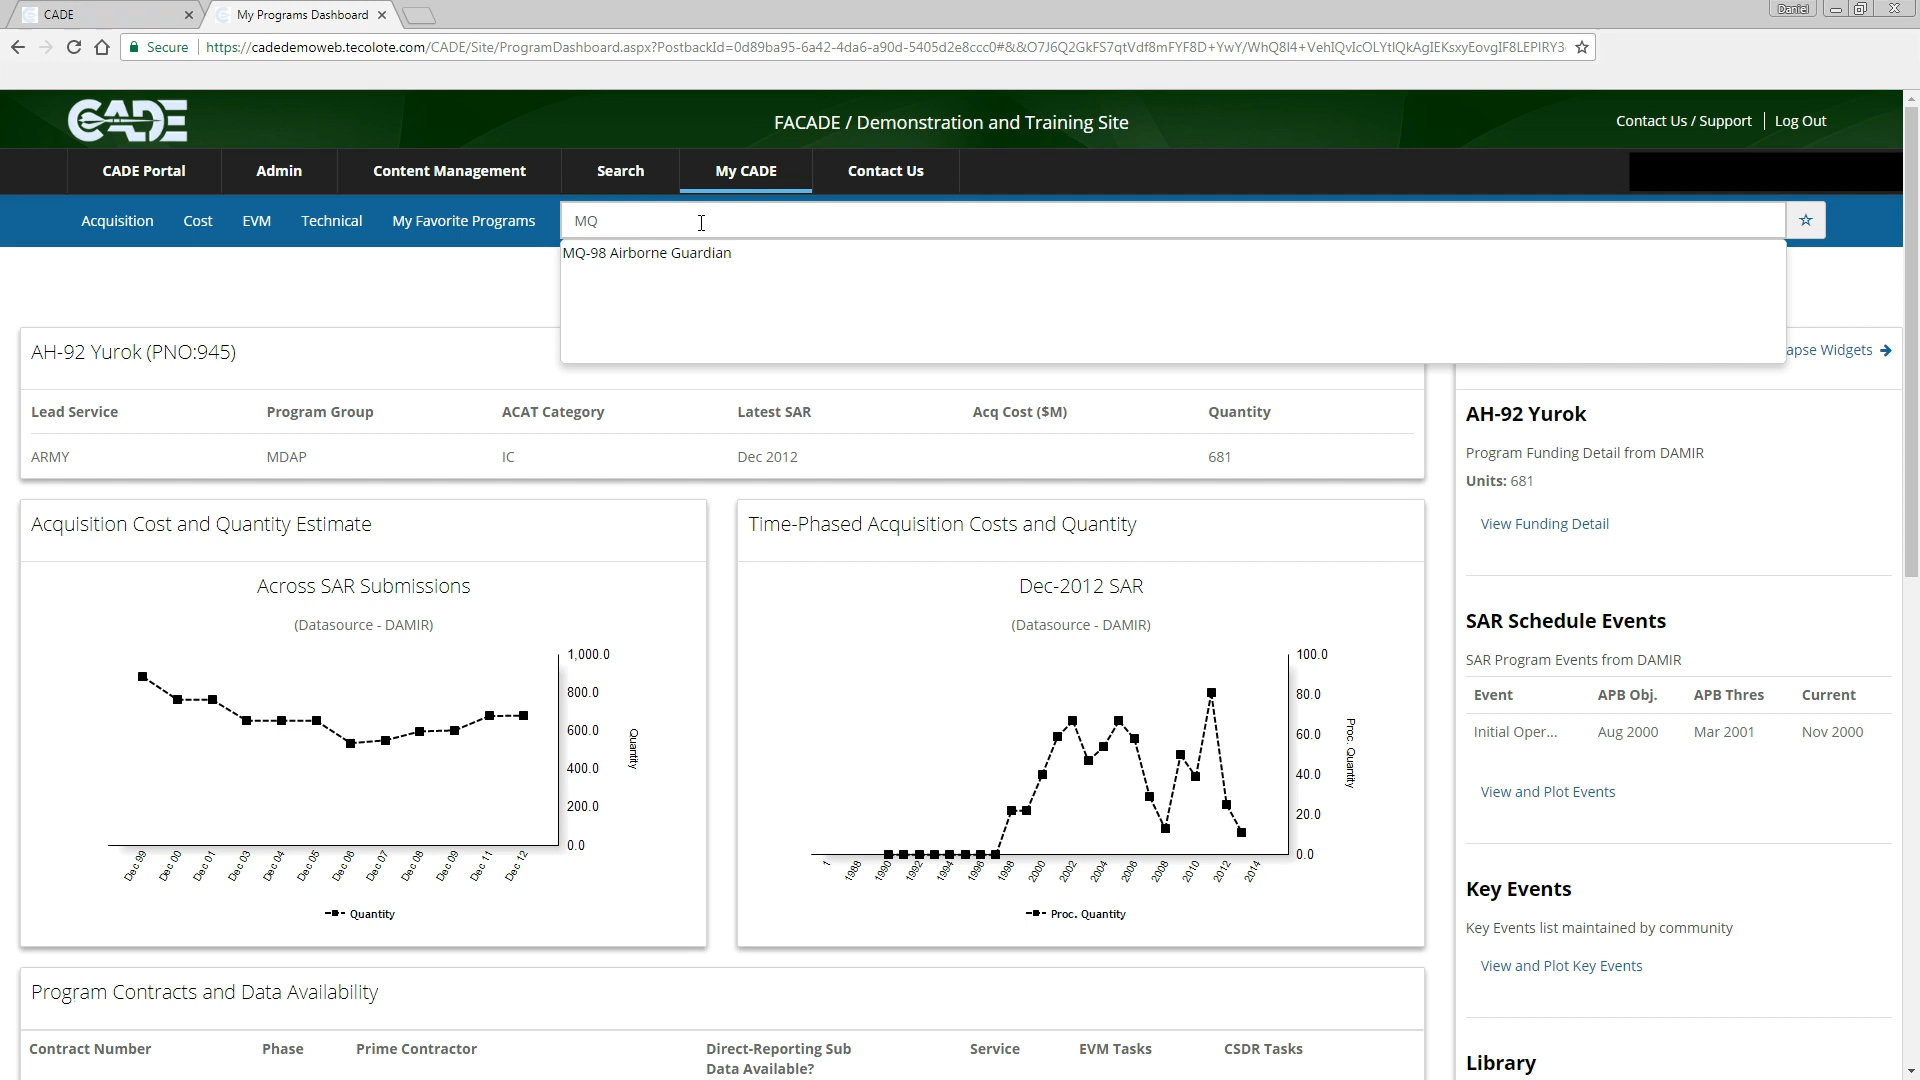 CADE
My Programs Dashboard
Daniel
Secure
https://cadedemoweb.tecolote.com/CADE/Site/ProgramDashboard.aspx?PostbackId=0d89ba95-6a42-4da6-a90d-5405d2e8ccc0#&&O7J6Q2GkFS7qtVdf8mFYF8D+YwY/WhQ8I4+VehIQvIcOLYtlQkAgIEKsxyEovgIF8LEPIRY3
CADE
FACADE / Demonstration and Training Site
Contact Us / Support
Log Out
CADE Portal
Admin
Content Management
Search
My CADE
Contact Us
Acquisition
Cost
EVM
Technical
My Favorite Programs
MQ
MQ-98 Airborne Guardian
AH-92 Yurok (PNO:945)
apse Widgets
Lead Service
Program Group
ACAT Category
Latest SAR
Acq Cost ($M)
Quantity
ARMY
MDAP
IC
Dec 2012
681
AH-92 Yurok
Program Funding Detail from DAMIR
Units: 681
View Funding Detail
Acquisition Cost and Quantity Estimate
Across SAR Submissions
(Datasource - DAMIR)
1,000.0
800.0
600.0
400.0
200.0
0.0
Quantity
Dec 99
Dec 00
Dec 01
Dec 03
Dec 04
Dec 05
Dec 06
Dec 07
Dec 08
Dec 09
Dec 11
Dec 12
Quantity
Time-Phased Acquisition Costs and Quantity
Dec-2012 SAR
(Datasource - DAMIR)
100.0
80.0
60.0
40.0
20.0
0.0
Proc. Quantity
1
1988
1990
1992
1994
1996
1998
2000
2002
2004
2006
2008
2010
2012
2014
Proc. Quantity
SAR Schedule Events
SAR Program Events from DAMIR
Event
APB Obj.
APB Thres
Current
Initial Oper...
Aug 2000
Mar 2001
Nov 2000
View and Plot Events
Key Events
Key Events list maintained by community
View and Plot Key Events
Library
Program Contracts and Data Availability
Contract Number
Phase
Prime Contractor
Direct-Reporting Sub
Data Available?
Service
EVM Tasks
CSDR Tasks